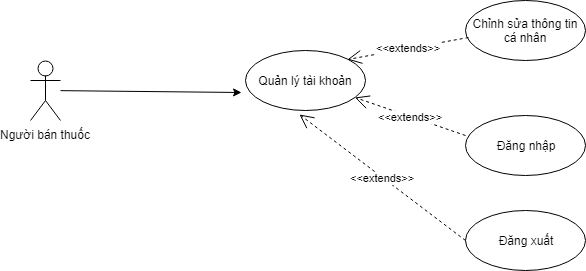 Chỉnh sửa thông tin
cá nhân
<<extends>>
Quản lý tài khoản
<<extends>>
Người bán thuốc
Đăng nhập
<<extends>>
Đăng xuất